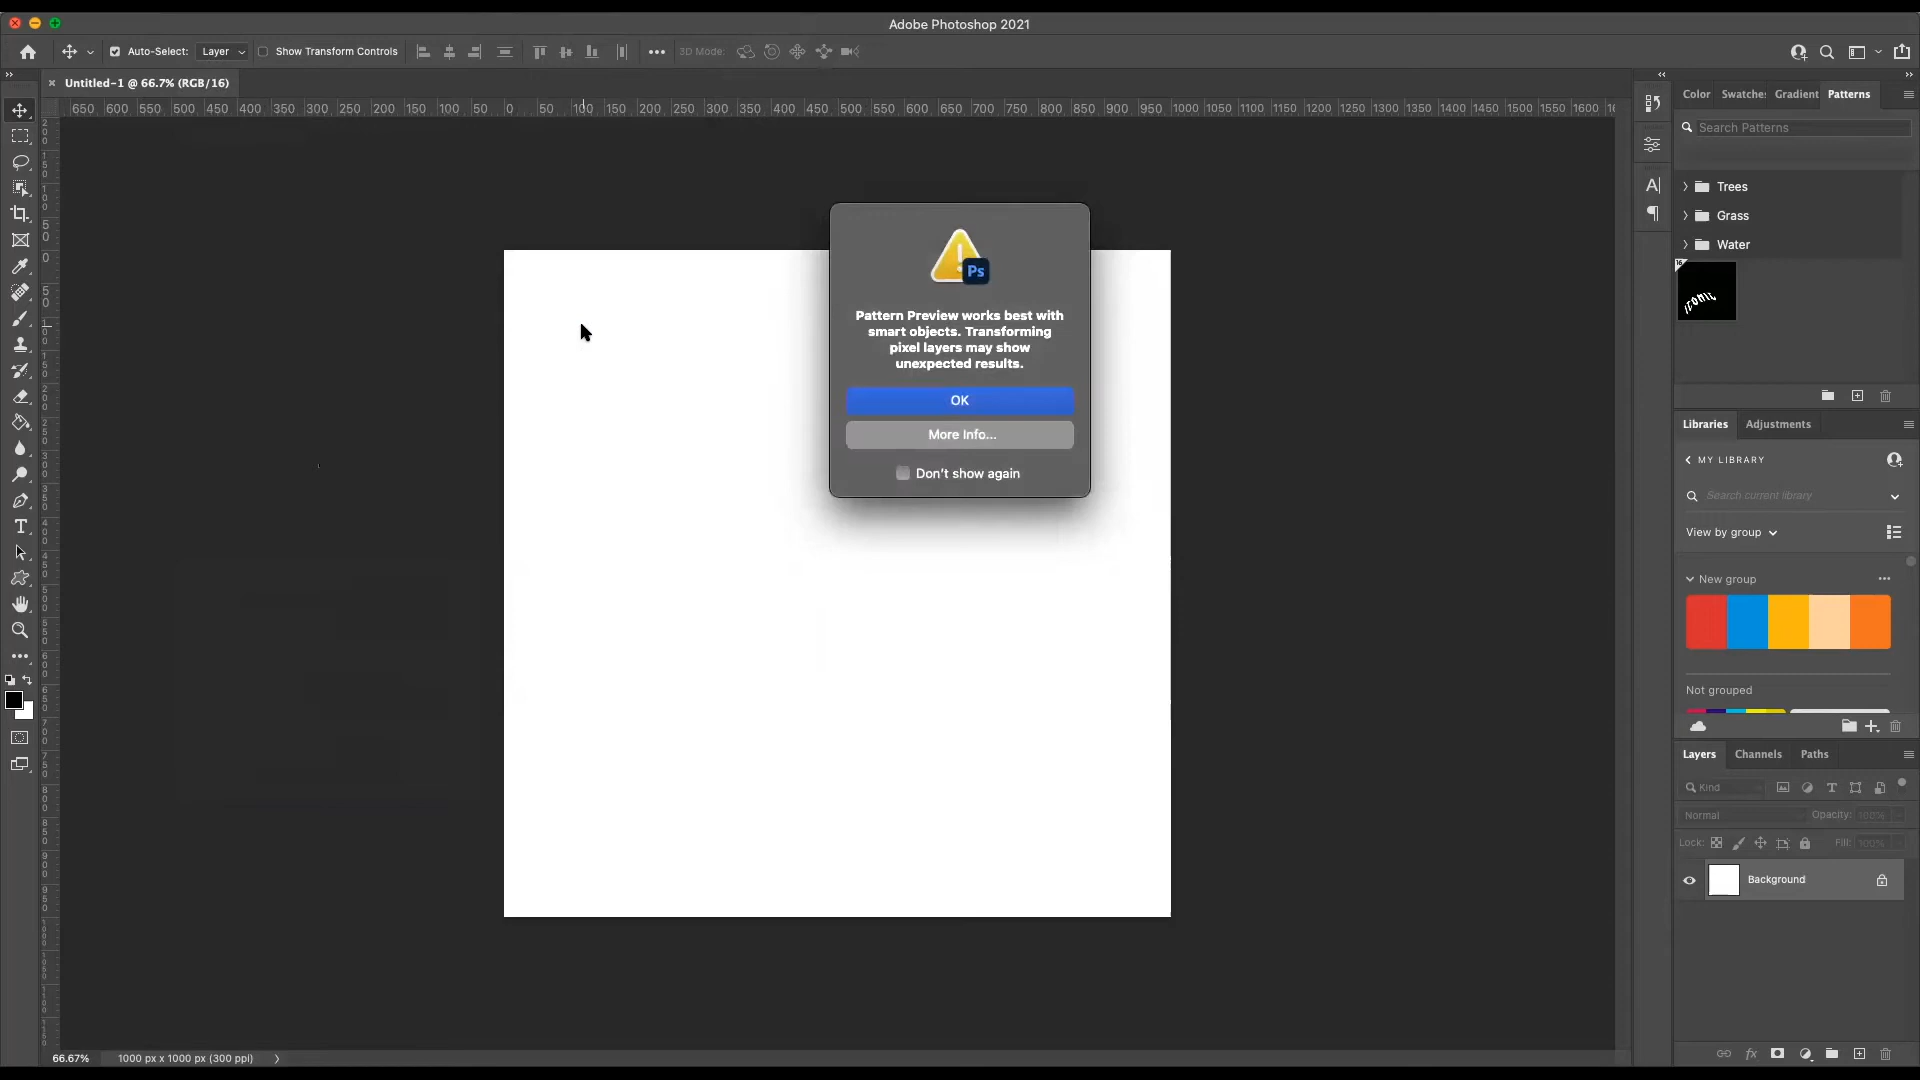 Adobe Photoshop 2021
Auto-Select: Layer Show Transform Controls 3D Mode:
Untitled-1 @ 66.7% (RGB/16)
650 600 550 500 450 400 350 300 250 200 150 100 50 0 50 100 150 200 250 300 350 400 450 500 550 600 650 700 750 800 850 900 950 1000 1050 1100 1150 1200 1250 1300 1350 1400 1450 1500 1550 1600
Color Swatches Gradient Patterns
Search Patterns
Trees
Grass
Water
16
iconic
Pattern Preview works best with
smart objects. Transforming
pixel layers may show
unexpected results.
OK
More Info...
Don't show again
Ps
Libraries Adjustments
MY LIBRARY
Search current library
View by group
New group
Not grouped
Layers Channels Paths
Kind
Normal Opacity: 100%
Lock: Fill: 100%
Background
fx
66.67% 1000 px x 1000 px (300 ppi)